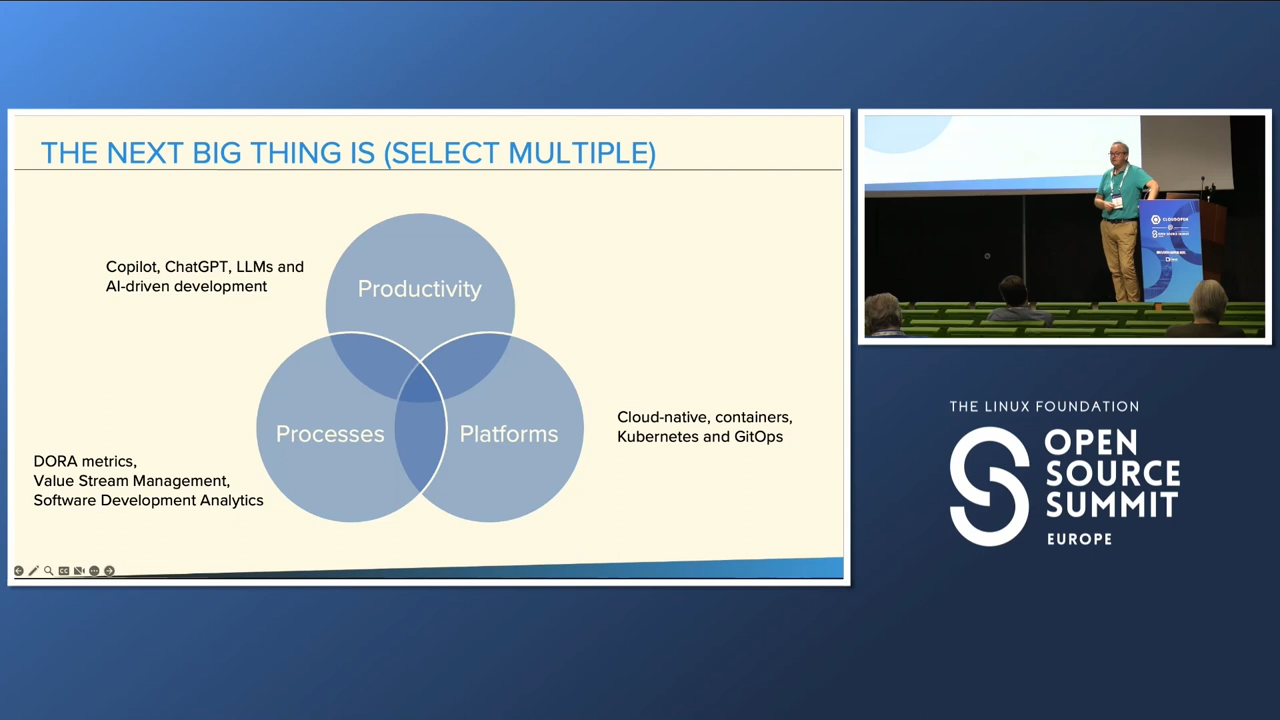 THE NEXT BIG THING IS (SELECT MULTIPLE)
Copilot, ChatGPT, LLMs and
AI-driven development
Productivity
Processes
Platforms
Cloud-native, containers,
Kubernetes and GitOps
DORA metrics,
Value Stream Management,
Software Development Analytics
CLOUDOPEN
THE LINUX FOUNDATION
OPEN
SOURCE
SUMMIT
EUROPE